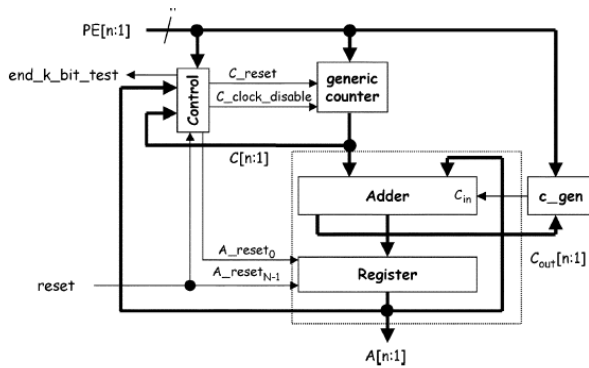 PE[n:1]
n
end_k_bit_test
Control
C_reset
C_clock_disable
generic
counter
C[n:1]
Adder
Cin
c_gen
A_reset0
Cout[n:1]
Register
reset
A_resetN-1
A[n:1]